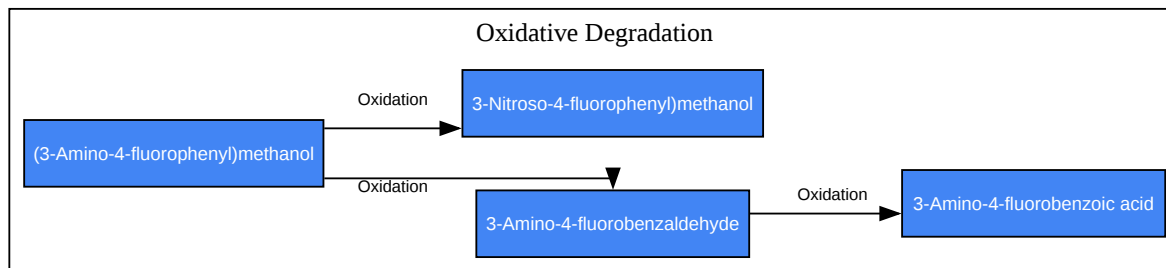 Oxidative Degradation
Oxidation
3-Nitroso-4-fluorophenyl)methanol
(3-Amino-4-fluorophenyl)methanol
Oxidation
3-Amino-4-fluorobenzaldehyde
Oxidation
3-Amino-4-fluorobenzoic acid